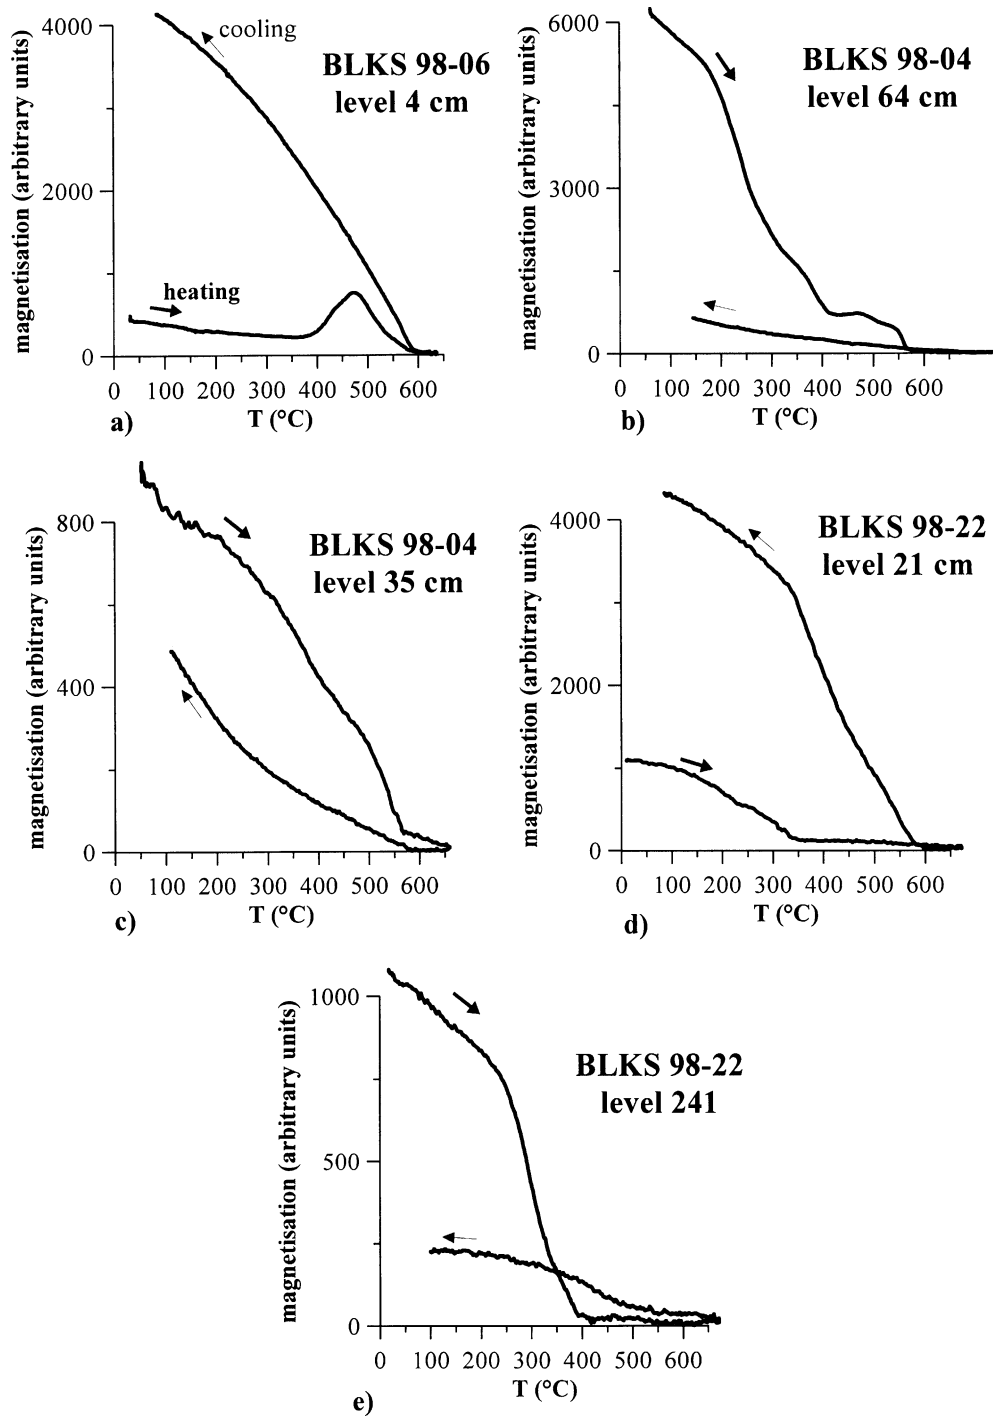 magnetisation (arbitrary units)
4000
2000
0
cooling
BLKS 98-06
level 4 cm
heating
0 100 200 300 400 500 600
T (°C)
a)
magnetisation (arbitrary units)
6000
3000
0
BLKS 98-04
level 64 cm
0 100 200 300 400 500 600 700
T (°C)
b)
magnetisation (arbitrary units)
800
400
0
BLKS 98-04
level 35 cm
0 100 200 300 400 500 600
T (°C)
c)
magnetisation (arbitrary units)
4000
2000
0
BLKS 98-22
level 21 cm
0 100 200 300 400 500 600
T (°C)
d)
magnetisation (arbitrary units)
1000
500
0
BLKS 98-22
level 241
0 100 200 300 400 500 600
T (°C)
e)